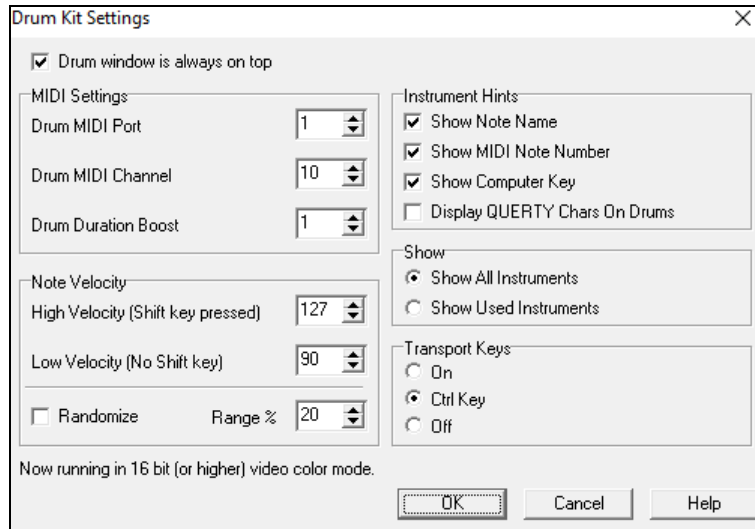 Drum Kit Settings
Drum window is always on top
MIDI Settings
Drum MIDI Port 1
Drum MIDI Channel 10
Drum Duration Boost 1
Note Velocity
High Velocity (Shift key pressed) 127
Low Velocity (No Shift key) 90
Randomize Range % 20
Instrument Hints
Show Note Name
Show MIDI Note Number
Show Computer Key
Display QUERTY Chars On Drums
Show
Show All Instruments
Show Used Instruments
Transport Keys
On
Ctrl Key
Off
Now running in 16 bit (or higher) video color mode.
OK Cancel Help